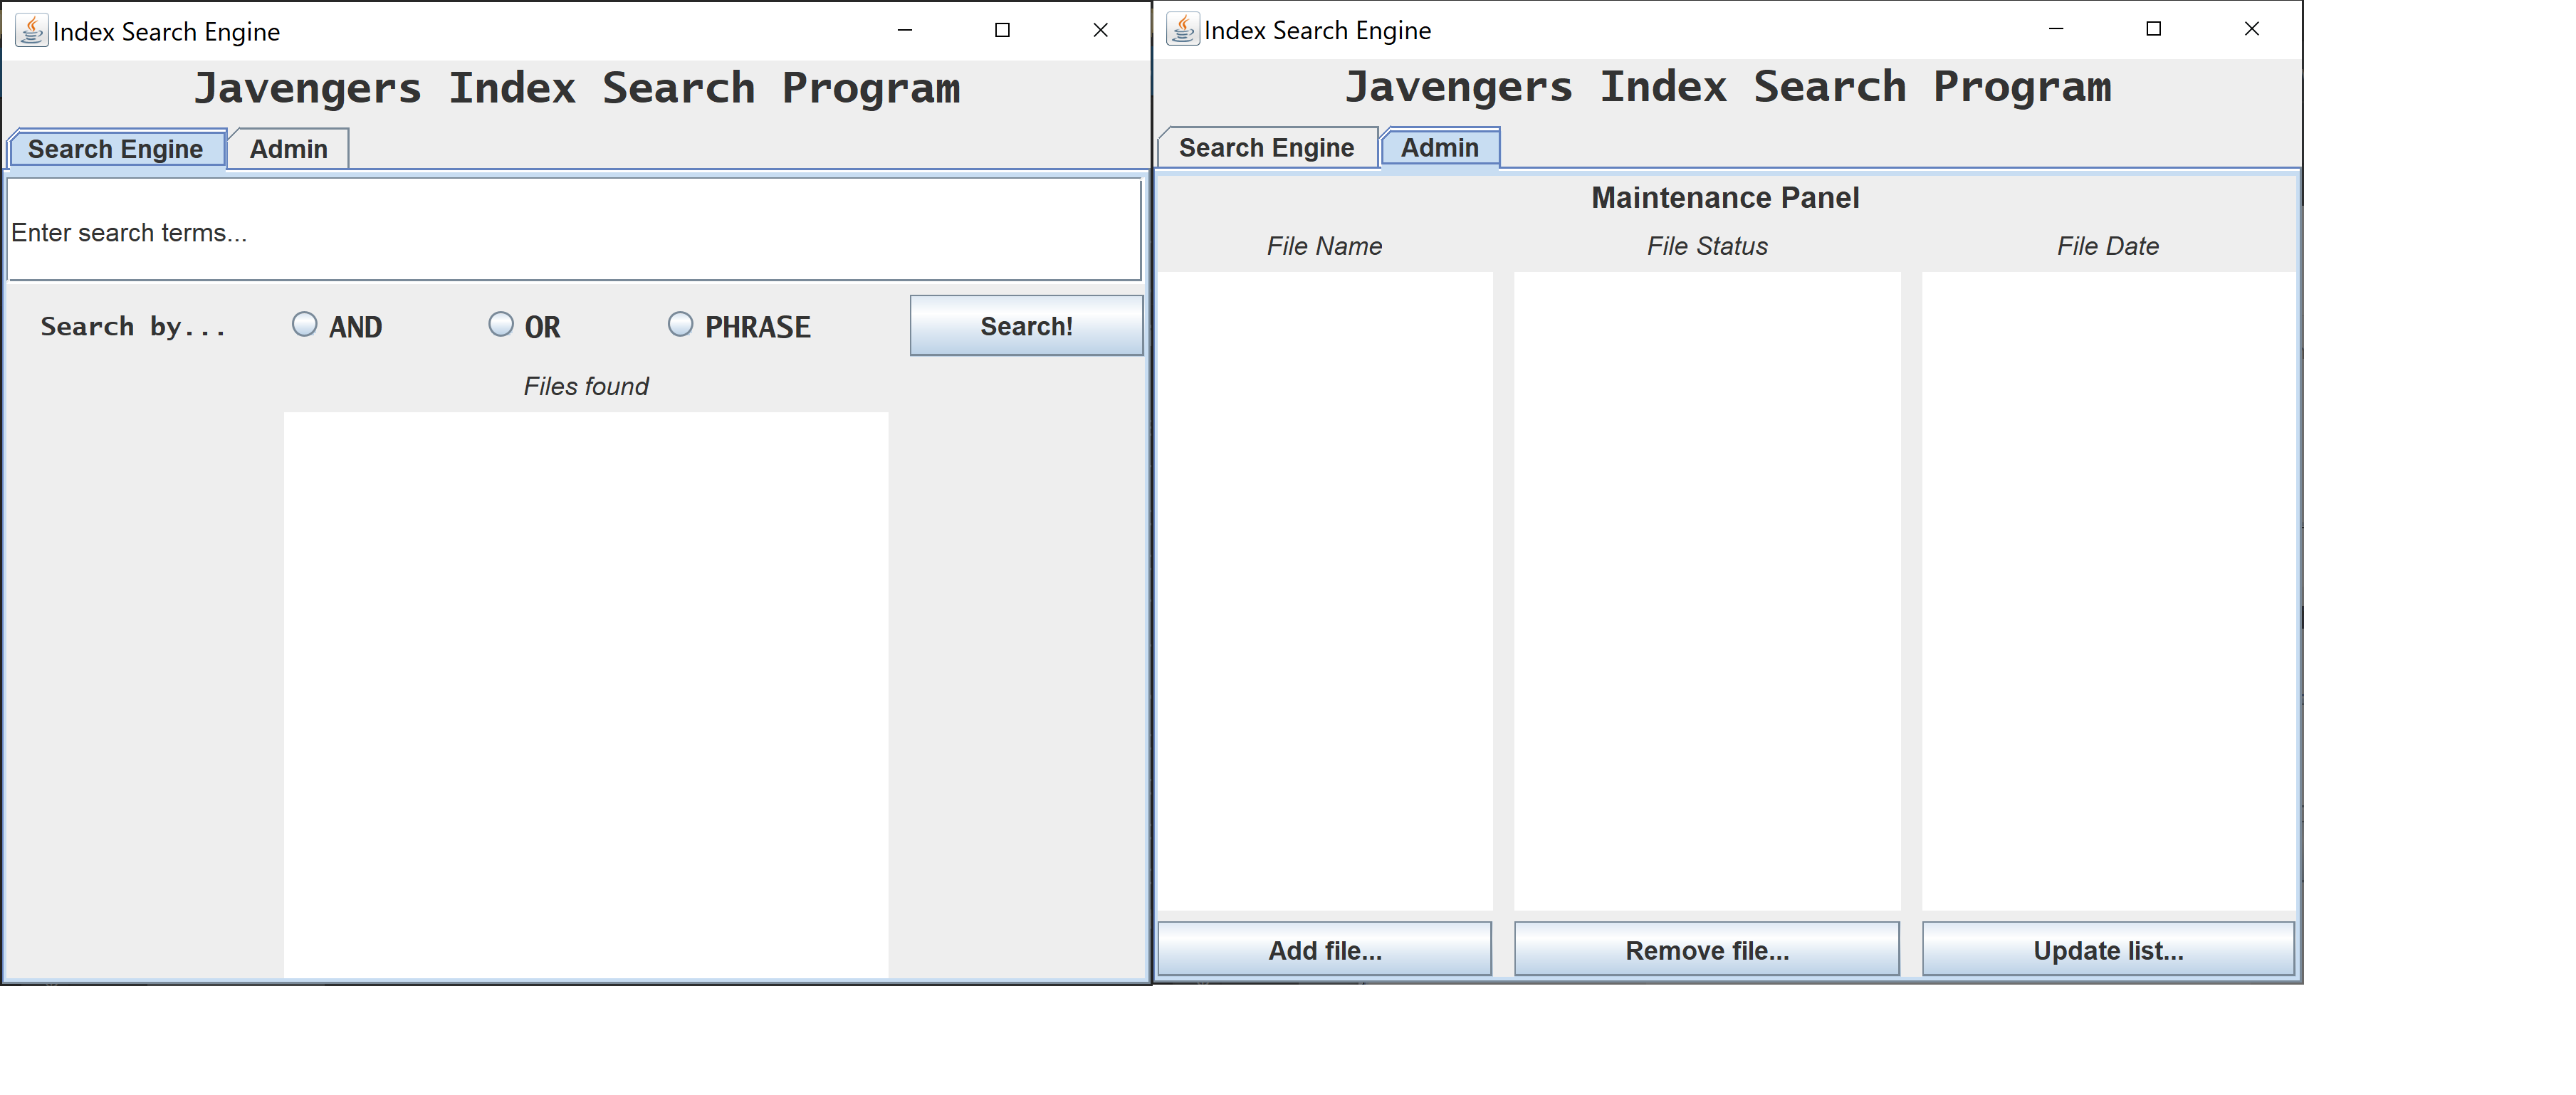 Index Search Engine
Javengers Index Search Program
Search Engine Admin
Enter search terms...
Search by... AND OR PHRASE Search!
Files found
Index Search Engine
Javengers Index Search Program
Search Engine Admin
Maintenance Panel
File Name File Status File Date
Add file... Remove file... Update list...